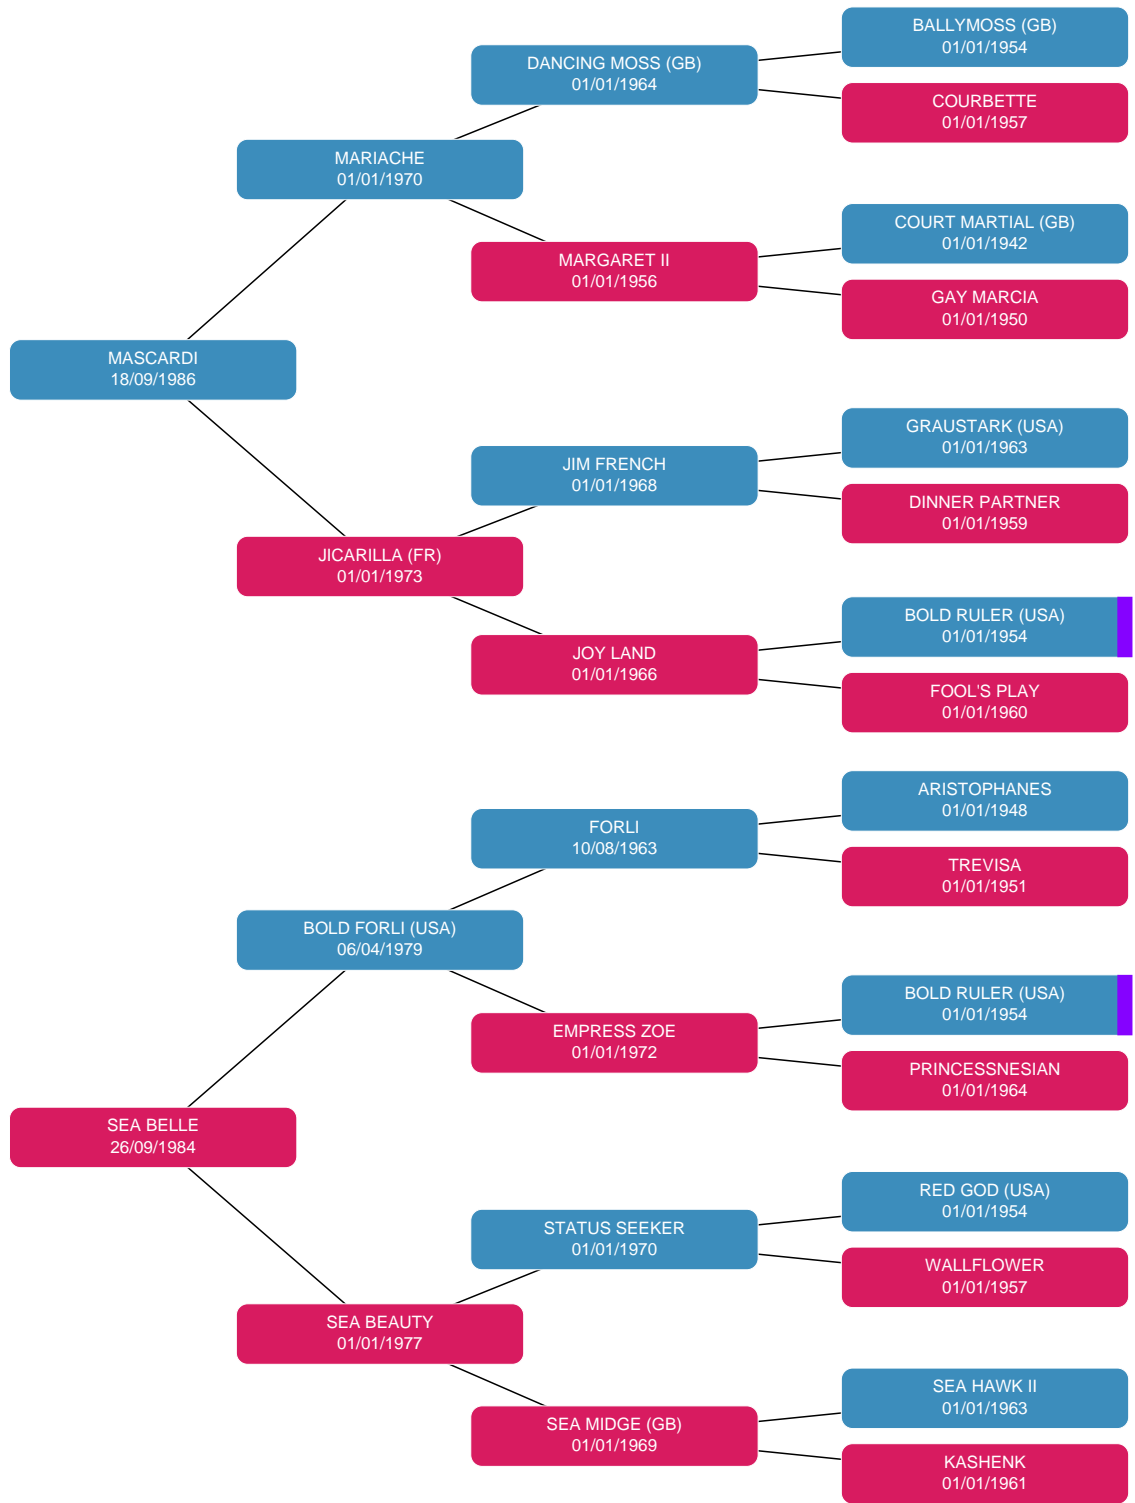 BALLYMOSS (GB)
01/01/1954
DANCING MOSS (GB)
01/01/1964
COURBETTE
01/01/1957
MARIACHE
01/01/1970
COURT MARTIAL (GB)
01/01/1942
MARGARET II
01/01/1956
GAY MARCIA
01/01/1950
MASCARDI
18/09/1986
GRAUSTARK (USA)
01/01/1963
JIM FRENCH
01/01/1968
DINNER PARTNER
01/01/1959
JICARILLA (FR)
01/01/1973
BOLD RULER (USA)
01/01/1954
JOY LAND
01/01/1966
FOOL'S PLAY
01/01/1960
ARISTOPHANES
01/01/1948
FORLI
10/08/1963
TREVISA
01/01/1951
BOLD FORLI (USA)
06/04/1979
BOLD RULER (USA)
01/01/1954
EMPRESS ZOE
01/01/1972
PRINCESSNESIAN
01/01/1964
SEA BELLE
26/09/1984
RED GOD (USA)
01/01/1954
STATUS SEEKER
01/01/1970
WALLFLOWER
01/01/1957
SEA BEAUTY
01/01/1977
SEA HAWK II
01/01/1963
SEA MIDGE (GB)
01/01/1969
KASHENK
01/01/1961